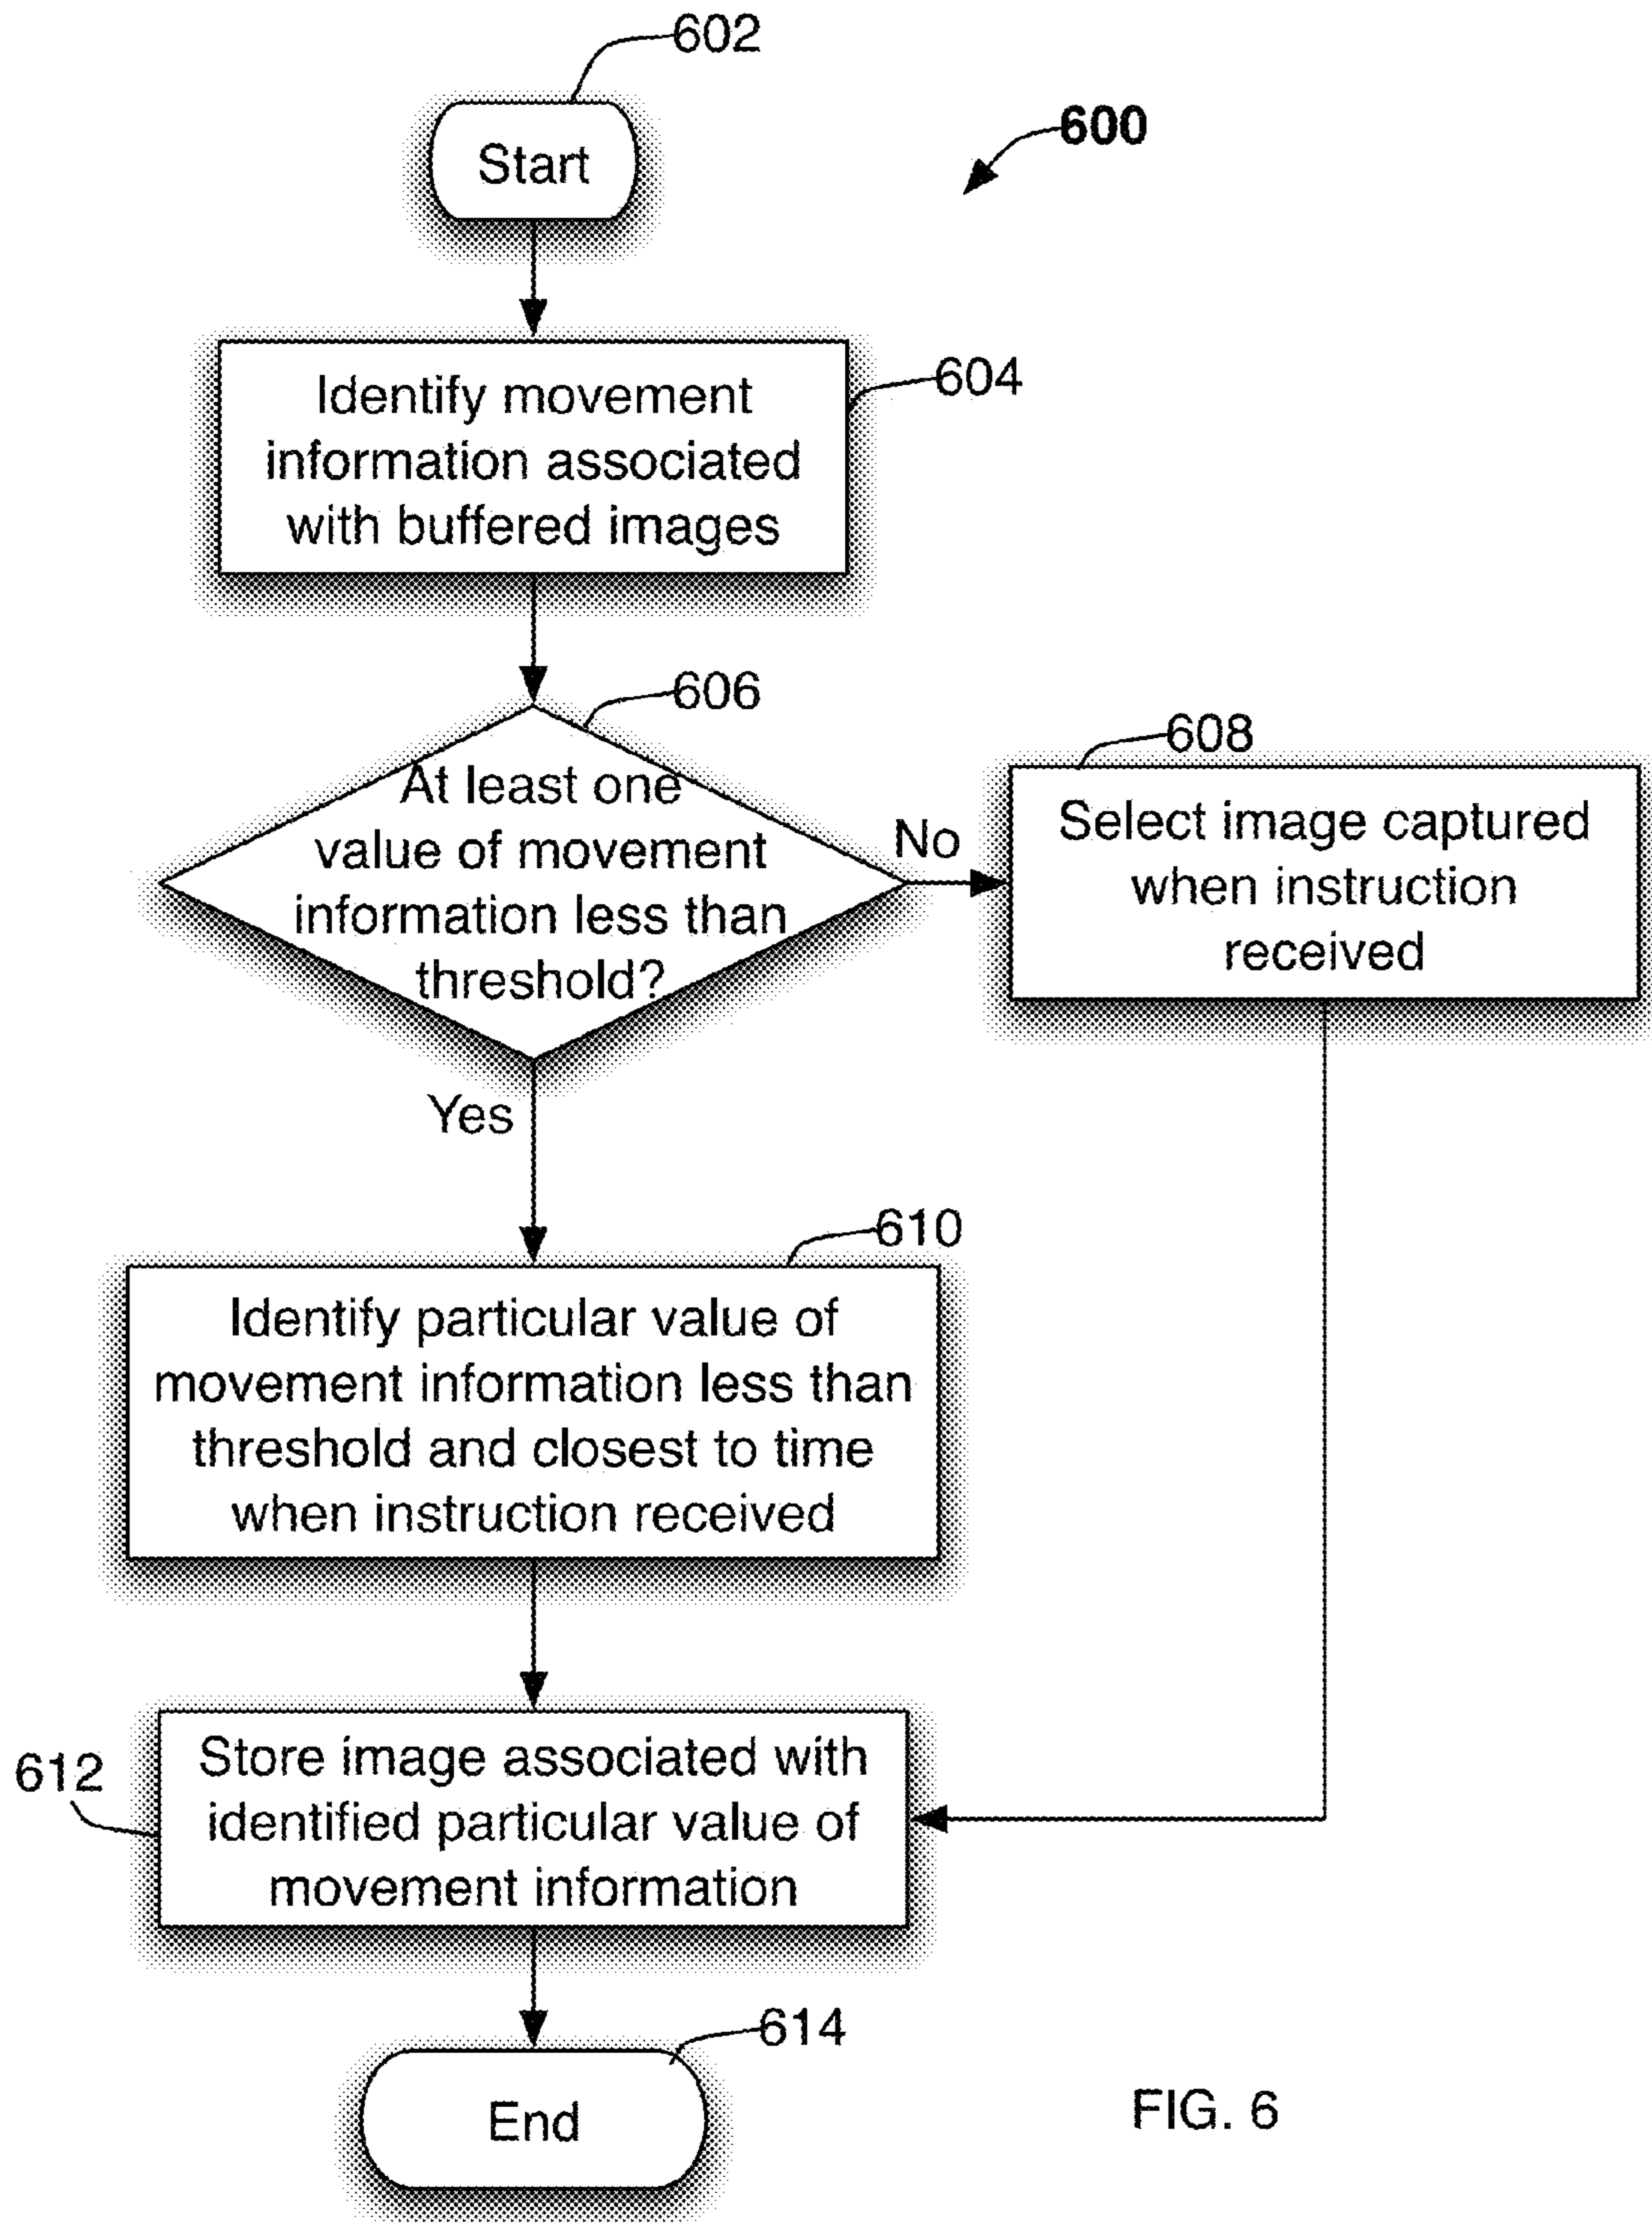 602
600
Start
604
Identify movement
information associated
with buffered images
606
At least one
value of movement
information less than
threshold?
No
608
Select image captured
when instruction
received
Yes
610
Identify particular value of
movement information less than
threshold and closest to time
when instruction received
612
Store image associated with
identified particular value of
movement information
614
End
FIG. 6